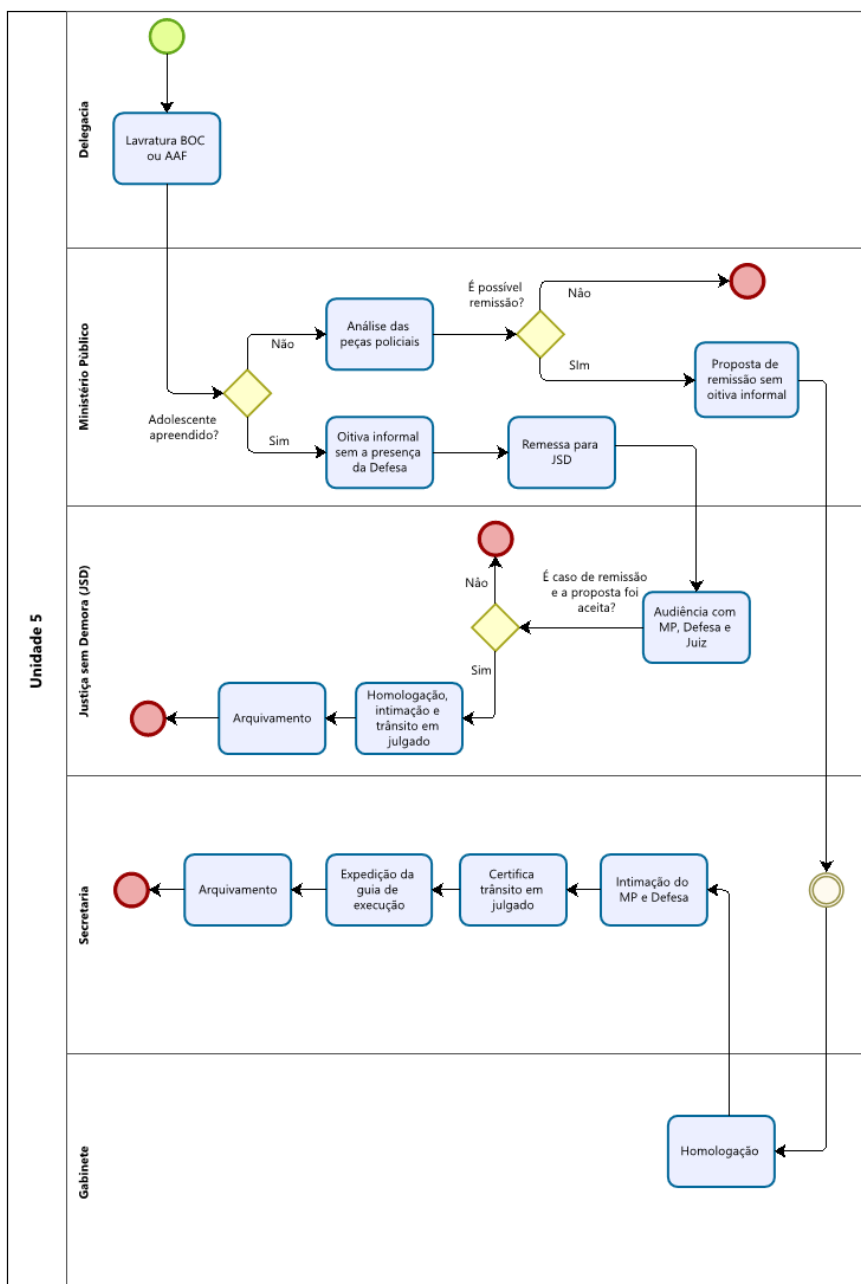 Unidade 5
Delegacia
Lavratura BOC
ou AAF
Ministério Público
Adolescente
apreendido?
Não
Análise das
peças policiais
É possível
remissão?
Não
SIm
Proposta de
remissão sem
oitiva informal
Sim
Oitiva informal
sem a presença
da Defesa
Remessa para
JSD
Justiça sem Demora (JSD)
Audiência com
MP, Defesa e
Juiz
É caso de remissão
e a proposta foi
aceita?
Não
Sim
Homologação,
intimação e
trânsito em
julgado
Arquivamento
Secretaria
Arquivamento
Expedição da
guia de
execução
Certifica
trânsito em
julgado
Intimação do
MP e Defesa
Gabinete
Homologação